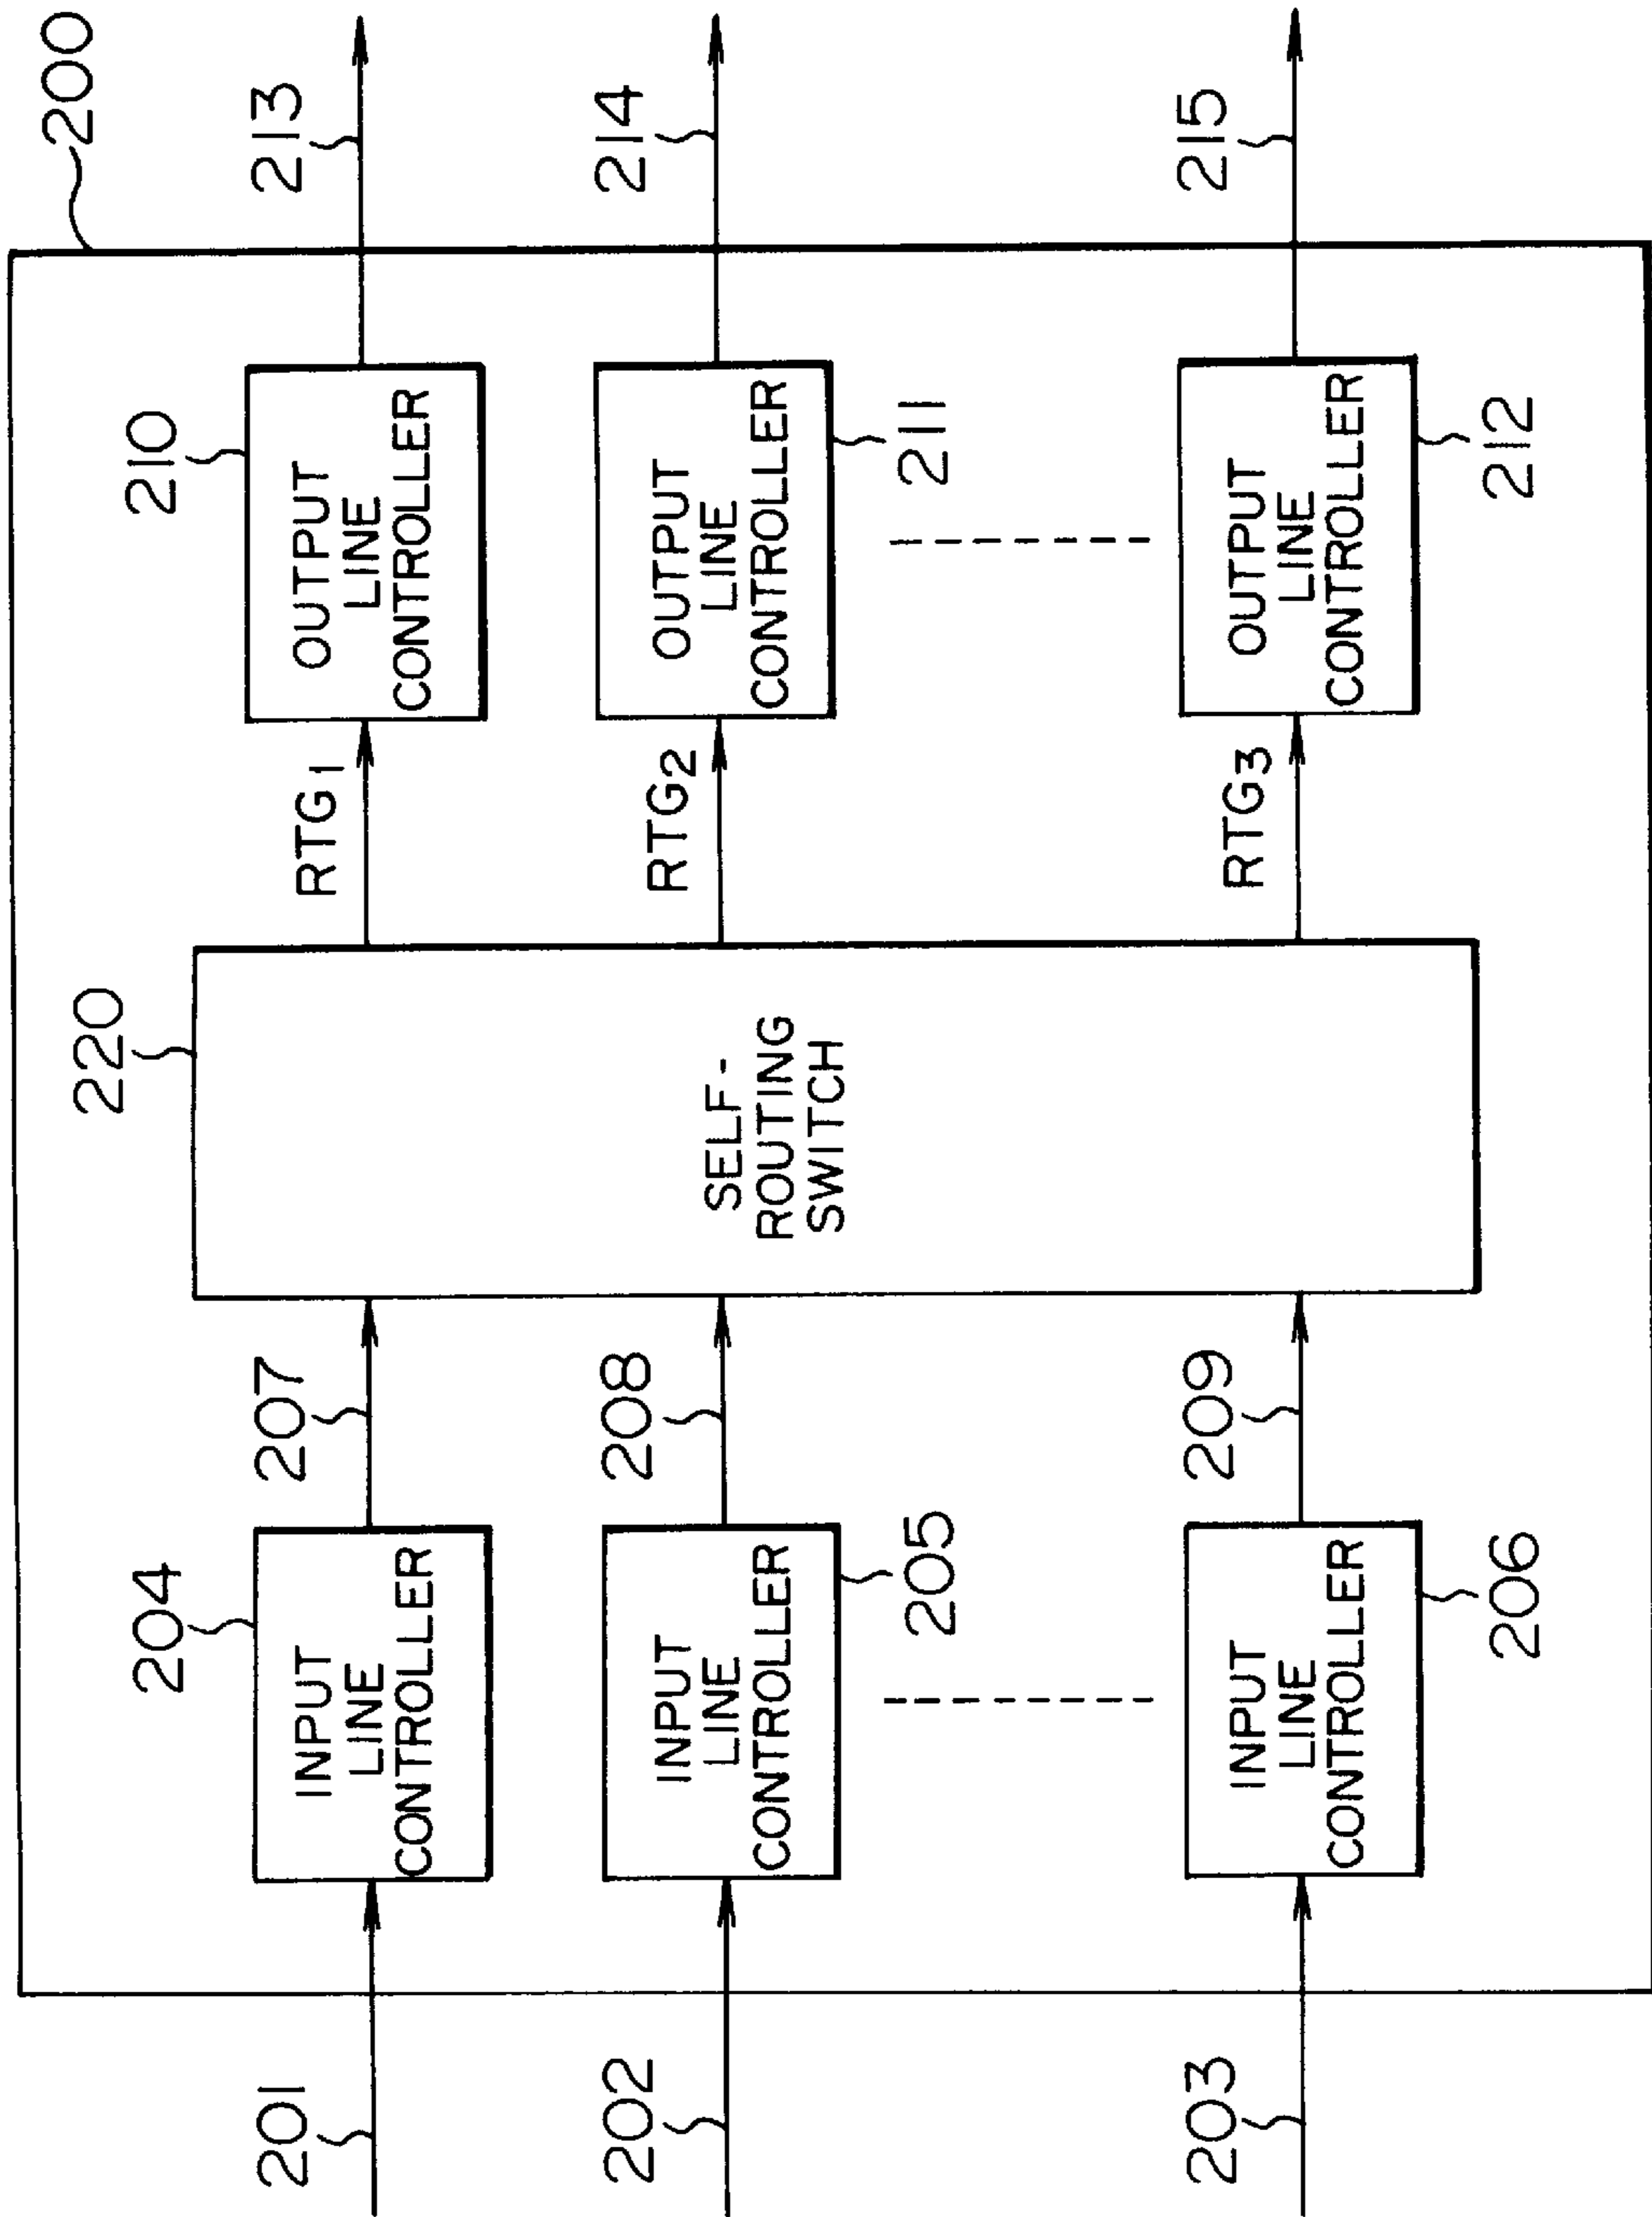 200
201
202
203
204
INPUT
LINE
CONTROLLER
INPUT
LINE
CONTROLLER
205
INPUT
LINE
CONTROLLER
206
207
208
209
220
SELF-
ROUTING
SWITCH
RTG1
RTG2
RTG3
210
OUTPUT
LINE
CONTROLLER
OUTPUT
LINE
CONTROLLER
211
OUTPUT
LINE
CONTROLLER
212
213
214
215